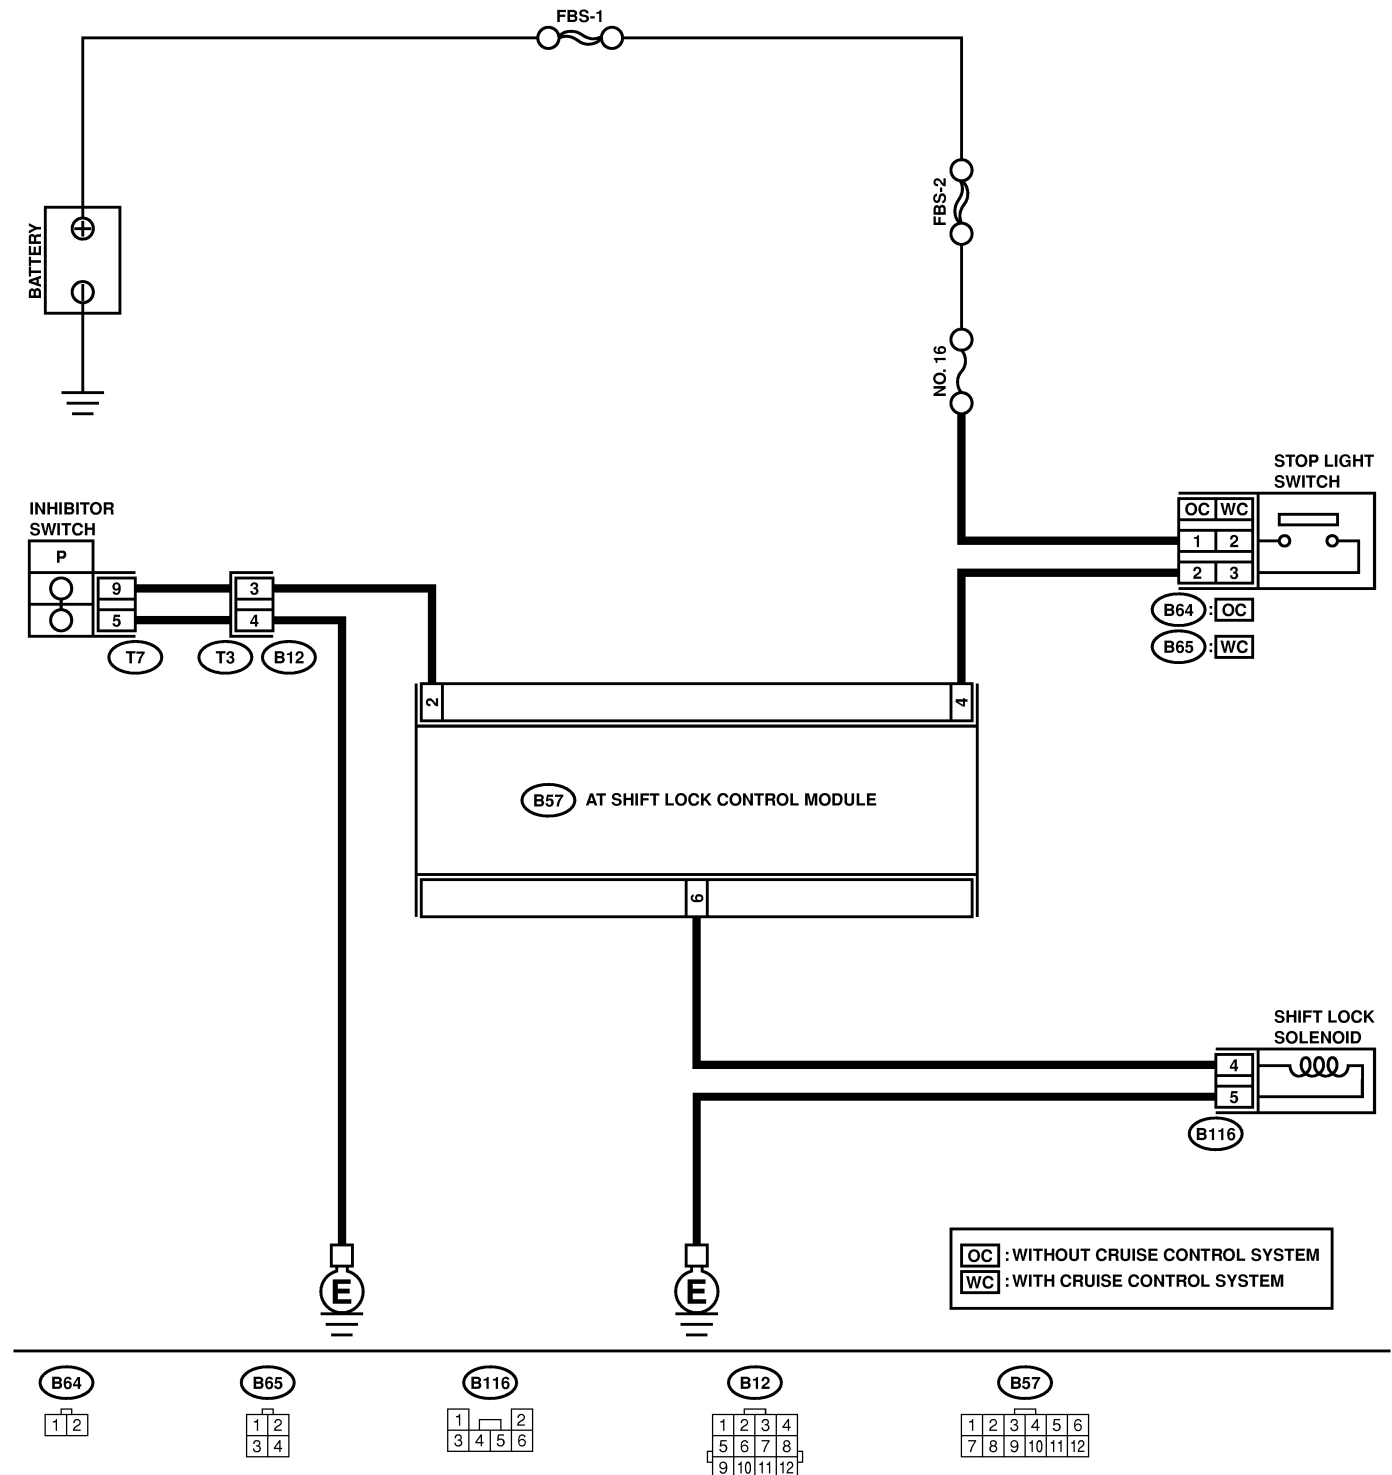 FBS-1
FBS-2
BATTERY
NO. 16
STOP LIGHT
SWITCH
OC WC
1 2
2 3
B64 : OC
B65 : WC
INHIBITOR
SWITCH
P
9 3
5 4
T7 T3 B12
2 4
B57 AT SHIFT LOCK CONTROL MODULE
6
SHIFT LOCK
SOLENOID
4
5
B116
OC : WITHOUT CRUISE CONTROL SYSTEM
WC : WITH CRUISE CONTROL SYSTEM
E E
B64 B65 B116 B12 B57
1 2
1 2
3 4
1 2
3 4 5 6
1 2 3 4
5 6 7 8
9 10 11 12
1 2 3 4 5 6
7 8 9 10 11 12